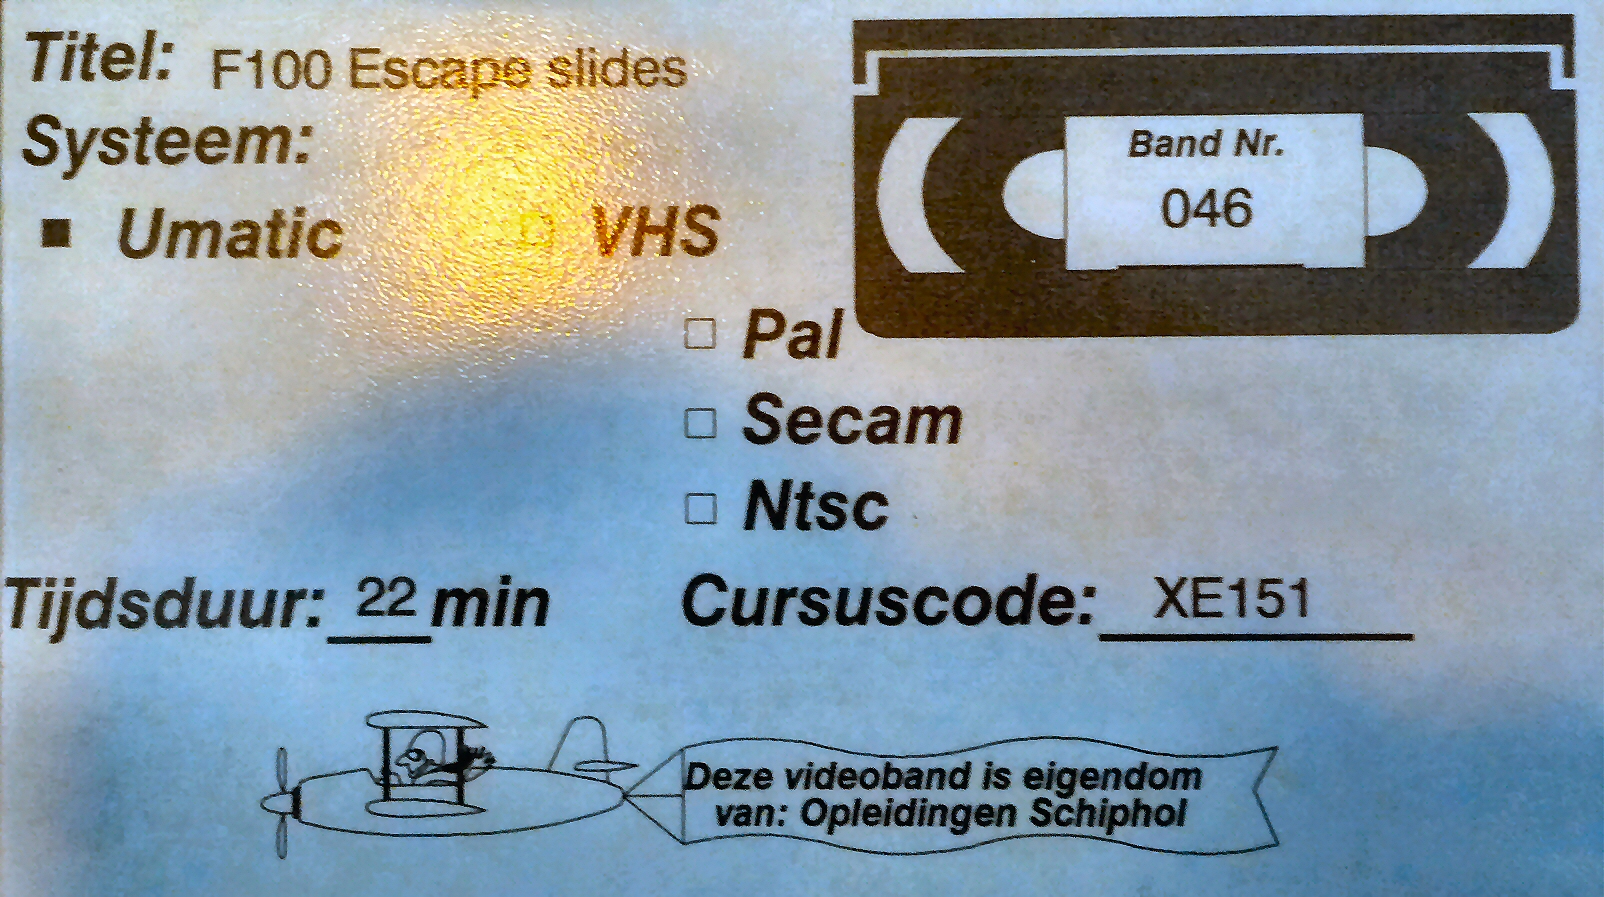 Titel: F100 Escape slides
Systeem:
Umatic VHS
Band Nr.
046
Pal
Secam
Ntsc
Tijdsduur: 22 min Cursuscode: XE151
Deze videoband is eigendom
van: Opleidingen Schiphol